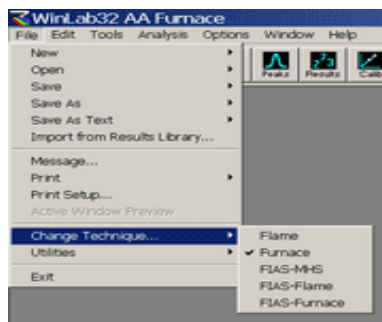 WinLab32 AA Furnace
File Edit Tools Analysis Options Window Help
New
Open
Save
Save As
Save As Text
Import from Results Library...
Message...
Print
Print Setup...
Active Window Preview
Change Technique...
Utilities
Exit
Peaks Results Calib
Flame
Furnace
FIAS-MHS
FIAS-Flame
FIAS-Furnace